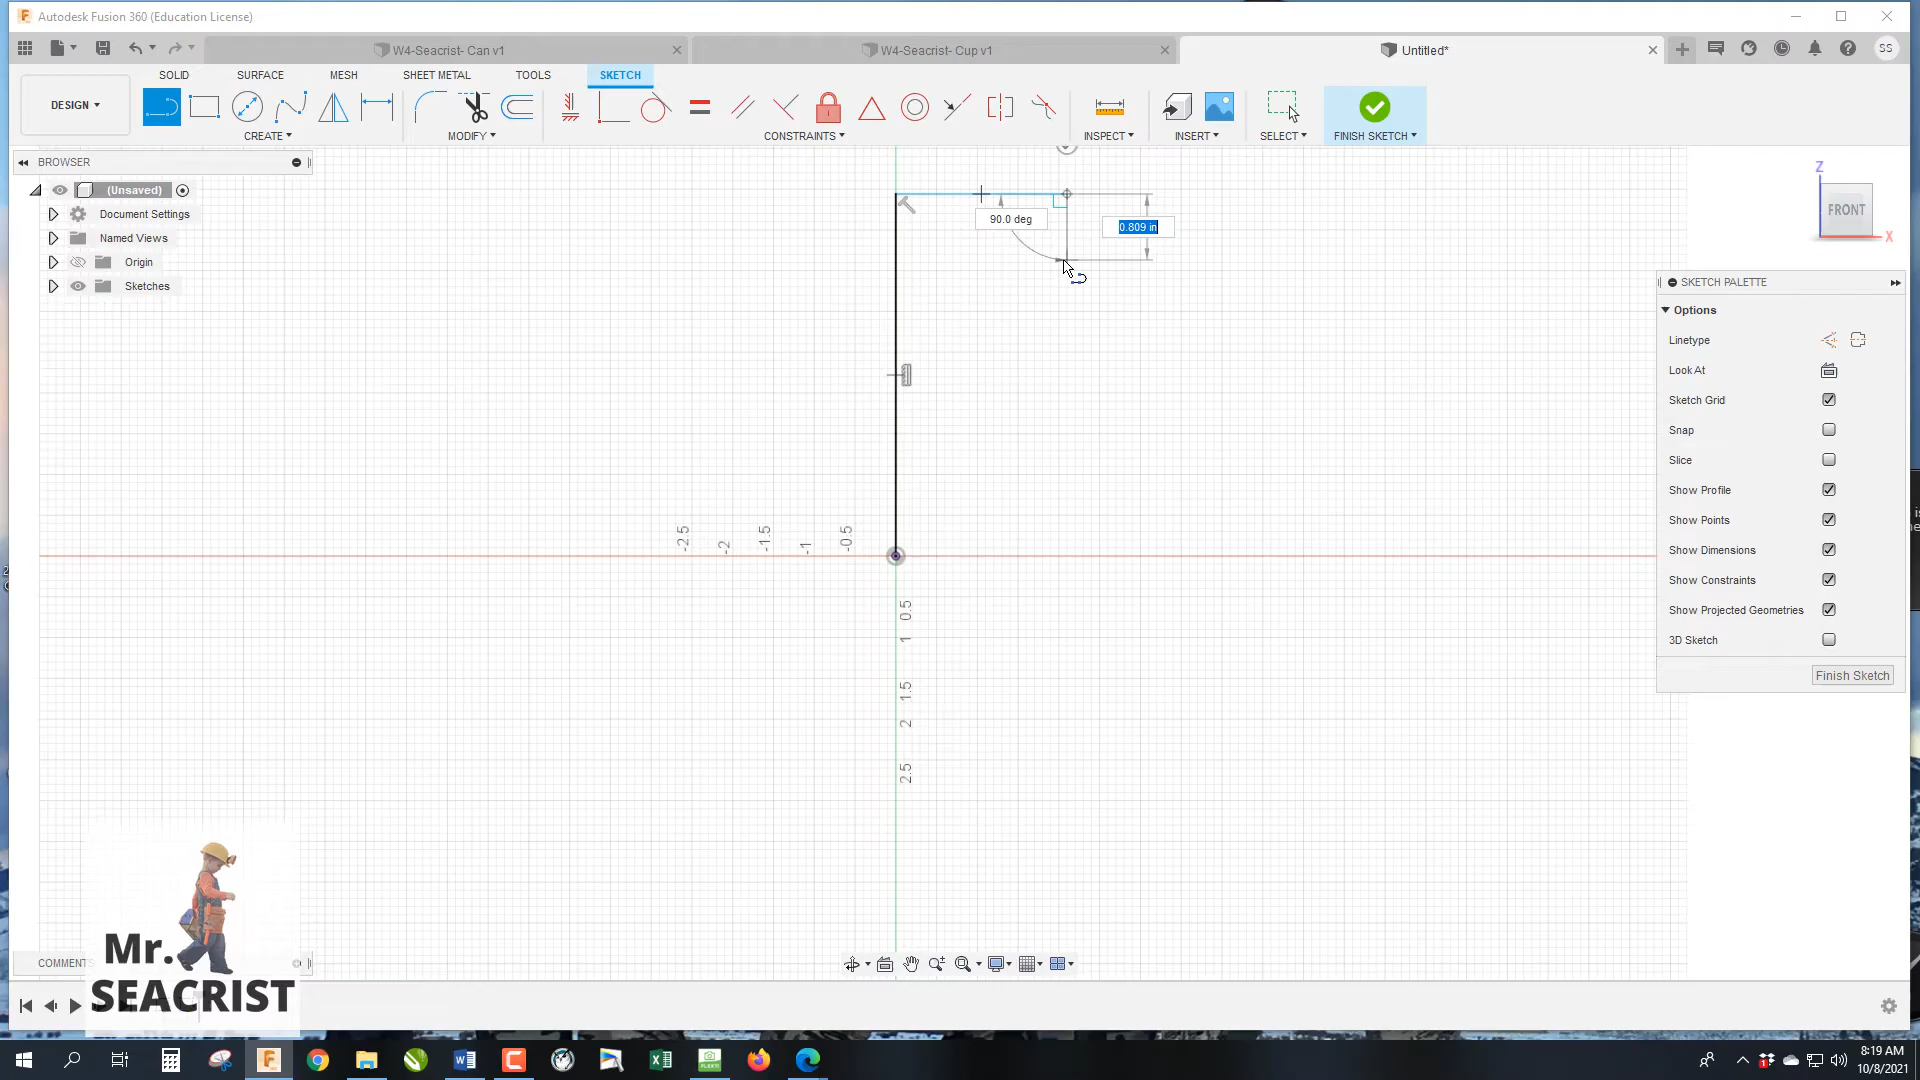 Autodesk Fusion 360 (Education License)
W4-Seacrist- Can v1
W4-Seacrist- Cup v1
Untitled*
SS
DESIGN
SOLID
SURFACE
MESH
SHEET METAL
TOOLS
SKETCH
CREATE
MODIFY
CONSTRAINTS
INSPECT
INSERT
SELECT
FINISH SKETCH
BROWSER
(Unsaved)
Document Settings
Named Views
Origin
Sketches
90.0 deg
0.809 in
Z
FRONT
X
-2.5
-2
-1.5
-1
-0.5
0.5
1
1.5
2
2.5
SKETCH PALETTE
Options
Linetype
Look At
Sketch Grid
Snap
Slice
Show Profile
Show Points
Show Dimensions
Show Constraints
Show Projected Geometries
3D Sketch
Finish Sketch
COMMENTS
Mr.
SEACRIST
8:19 AM
10/8/2021